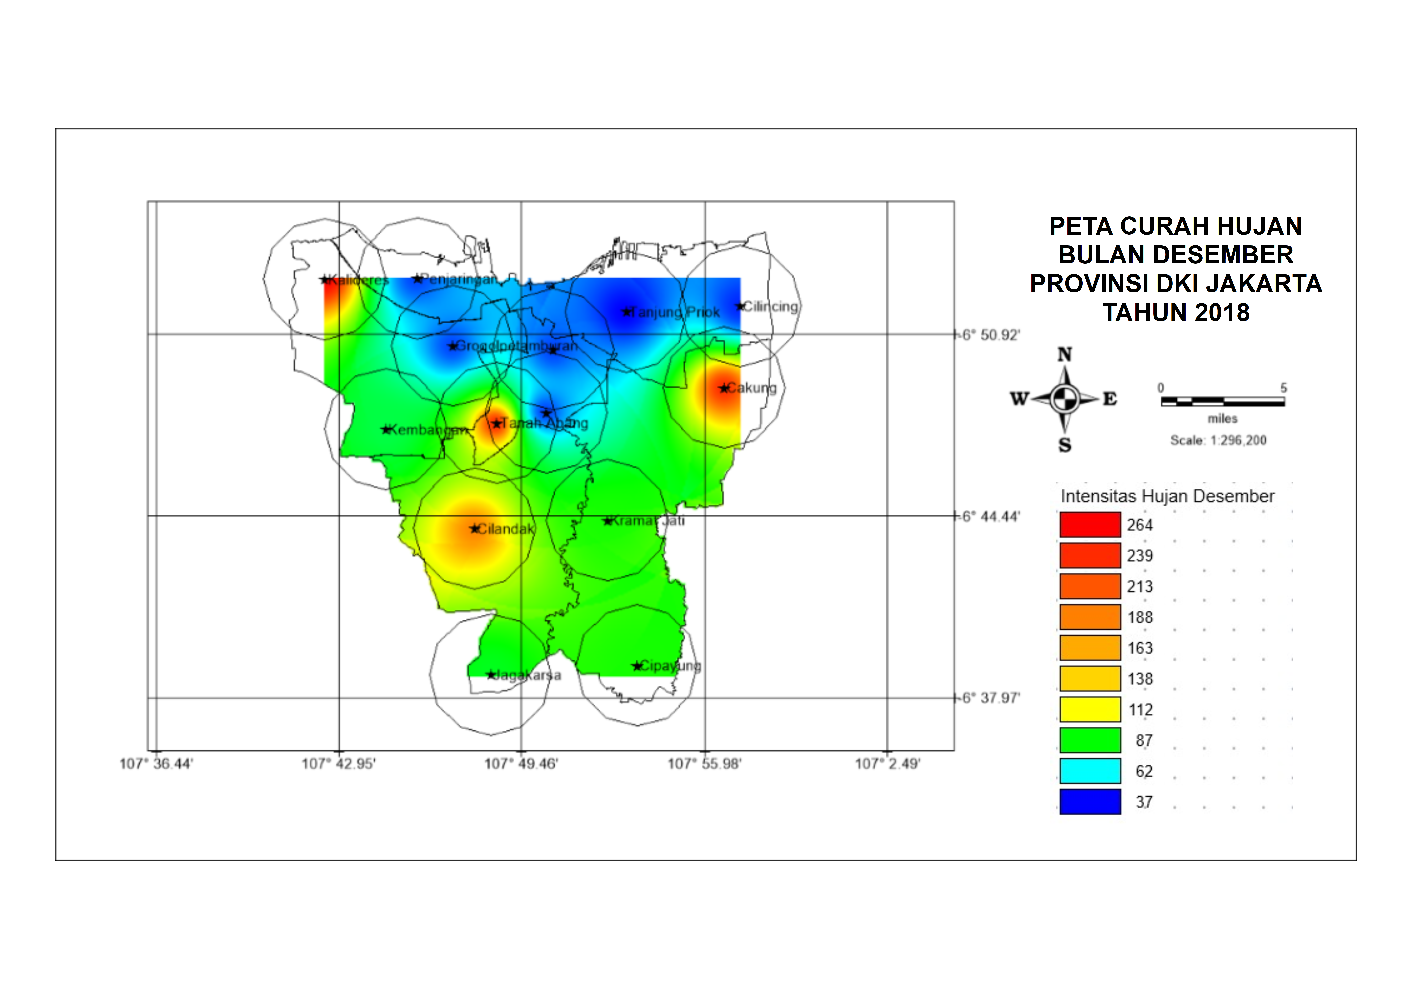 PETA CURAH HUJAN
BULAN DESEMBER
PROVINSI DKI JAKARTA
TAHUN 2018
N
W E
S
0 5
miles
Scale: 1:296,200
Intensitas Hujan Desember
264
239
213
188
163
138
112
87
62
37
Kalideres
Penjaringan
Tanjung Priok
Cilincing
Grogolpetamburan
Cakung
Kembangan
Tanah Abang
Cilandak
Kramat Jati
Jagakarsa
Cipayung
-6° 50.92'
-6° 44.44'
-6° 37.97'
107° 36.44'
107° 42.95'
107° 49.46'
107° 55.98'
107° 2.49'